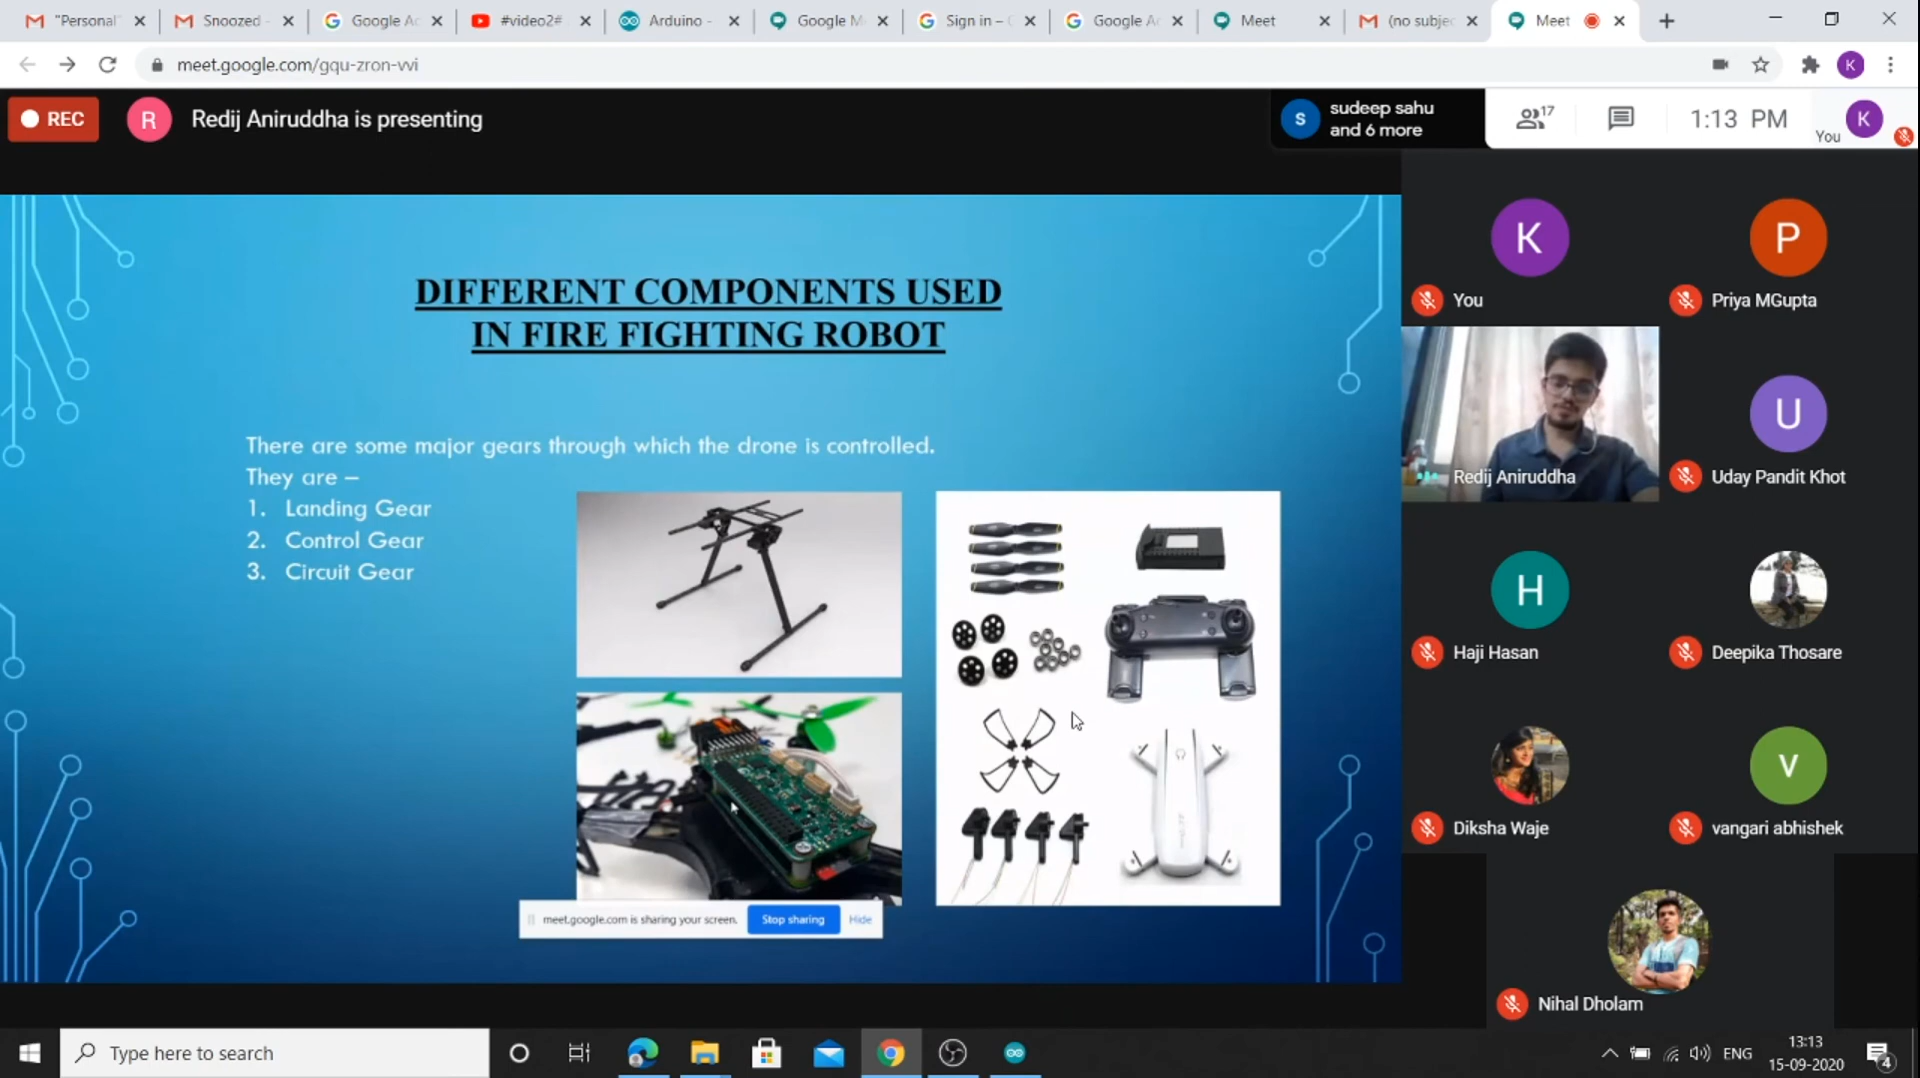 "Personal"
Snoozed -
Google Ac
#video2#
Arduino -
Google M
Sign in –
Google A
Meet
(no subje
Meet
meet.google.com/gqu-zron-vvi
K
REC
R
Redij Aniruddha is presenting
S
sudeep sahu
and 6 more
17
1:13 PM
You
K
DIFFERENT COMPONENTS USED
IN FIRE FIGHTING ROBOT
There are some major gears through which the drone is controlled.
They are –
1. Landing Gear
2. Control Gear
3. Circuit Gear
meet.google.com is sharing your screen.
Stop sharing
Hide
K
You
P
Priya MGupta
Redij Aniruddha
U
Uday Pandit Khot
H
Haji Hasan
Deepika Thosare
Diksha Waje
V
vangari abhishek
Nihal Dholam
Type here to search
ENG
13:13
15-09-2020
4